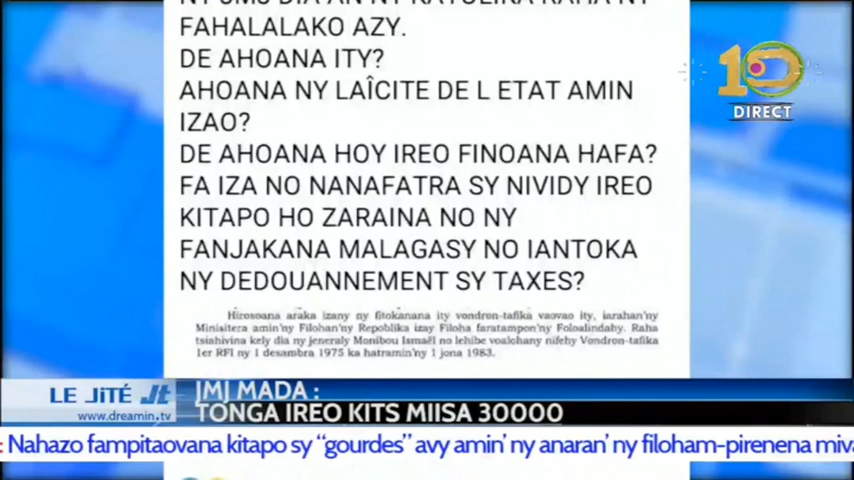 FAHALALAKO AZY.
DE AHOANA ITY?
AHOANA NY LAÎCITE DE L ETAT AMIN
IZAO?
DE AHOANA HOY IREO FINOANA HAFA?
FA IZA NO NANAFATRA SY NIVIDY IREO
KITAPO HO ZARAINA NO NY
FANJAKANA MALAGASY NO IANTOKA
NY DEDOUANNEMENT SY TAXES?
Hirosoana araka izany ny fitokanana ity vondron-tafika vaovao ity, iarahan'ny
Minisitera amin'ny Filohan'ny Repoblika izay Filoha faratampon'ny Foloalindahy. Raha
tsiahivina kely dia ny jeneraly Monibou Ismaël no lehibe voalohany nifehy Vondron-tafika
1er RFI ny 1 desambra 1975 ka hatramin'ny 1 jona 1983.
10
DIRECT
LE JiTÉ Jt
www.dreamin.tv
JMJ MADA :
TONGA IREO KITS MIISA 30000
: Nahazo fampitaovana kitapo sy “gourdes” avy amin’ ny anaran’ ny filoham-pirenena